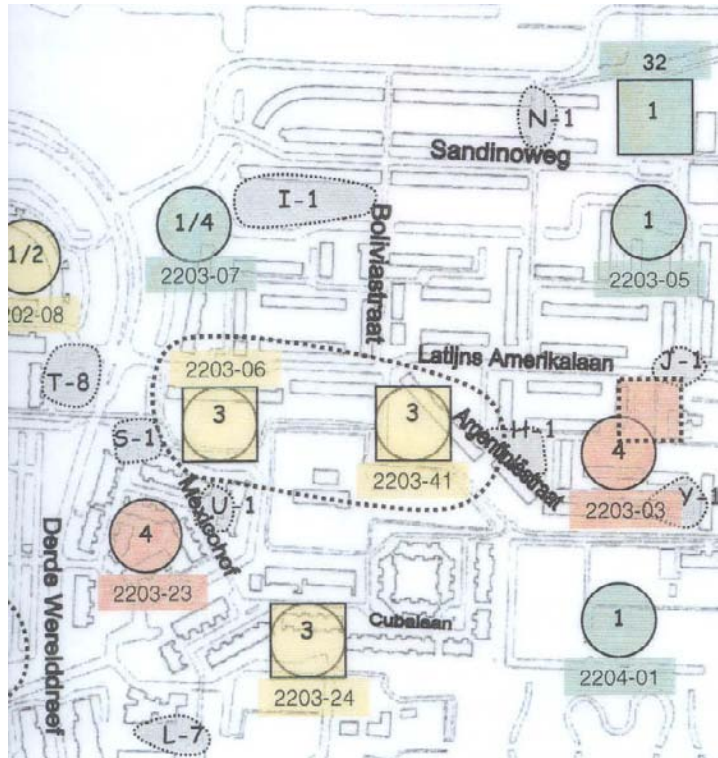 32
1
N-1
Sandinoweg
I-1
1/4
2203-07
Boliviastraat
1
2203-05
1/2
202-08
Latijns Amerikalaan
J-1
T-8
2203-06
3
3
2203-41
S-1
H-1
Argentiniëstraat
4
2203-03
Y-1
U-1
Mexicohof
4
2203-23
Derde Werelddreef
3
2203-24
Cubalaan
1
2204-01
L-7